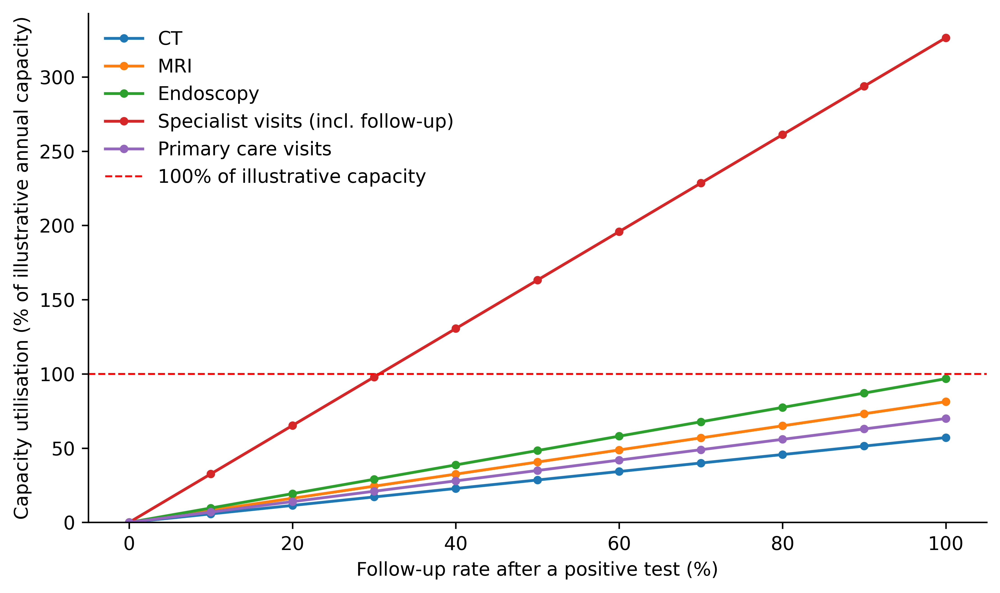 Capacity utilisation (% of illustrative annual capacity)
CT
MRI
Endoscopy
Specialist visits (incl. follow-up)
Primary care visits
100% of illustrative capacity
300
250
200
150
100
50
0
0 20 40 60 80 100
Follow-up rate after a positive test (%)